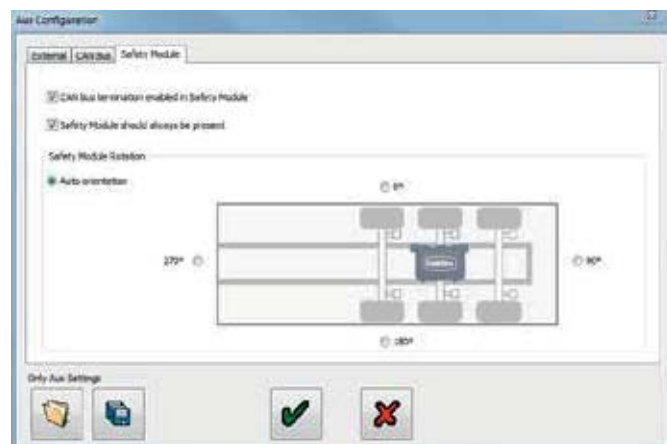 Aux Configuration
External CAN Bus Safety Module
CAN bus termination enabled in Safety Module
Safety Module should always be present
Safety Module Rotation
Auto orientation
0°
270°
90°
180°
Only Aux Settings